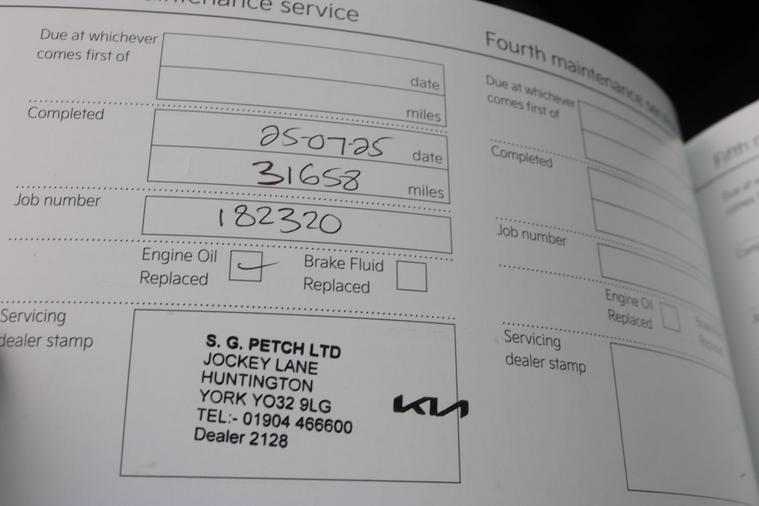 maintenance service
Due at whichever
comes first of
date
miles
Completed
25-07-25 date
31658 miles
Job number
182320
Engine Oil
Replaced
Brake Fluid
Replaced
Servicing
dealer stamp
S. G. PETCH LTD
JOCKEY LANE
HUNTINGTON
YORK YO32 9LG
TEL:- 01904 466600
Dealer 2128
KIA
Fourth maintenance
Due at whichever
comes first of
Completed
Job number
Engine Oil
Replaced
Servicing
dealer stamp
Fifth